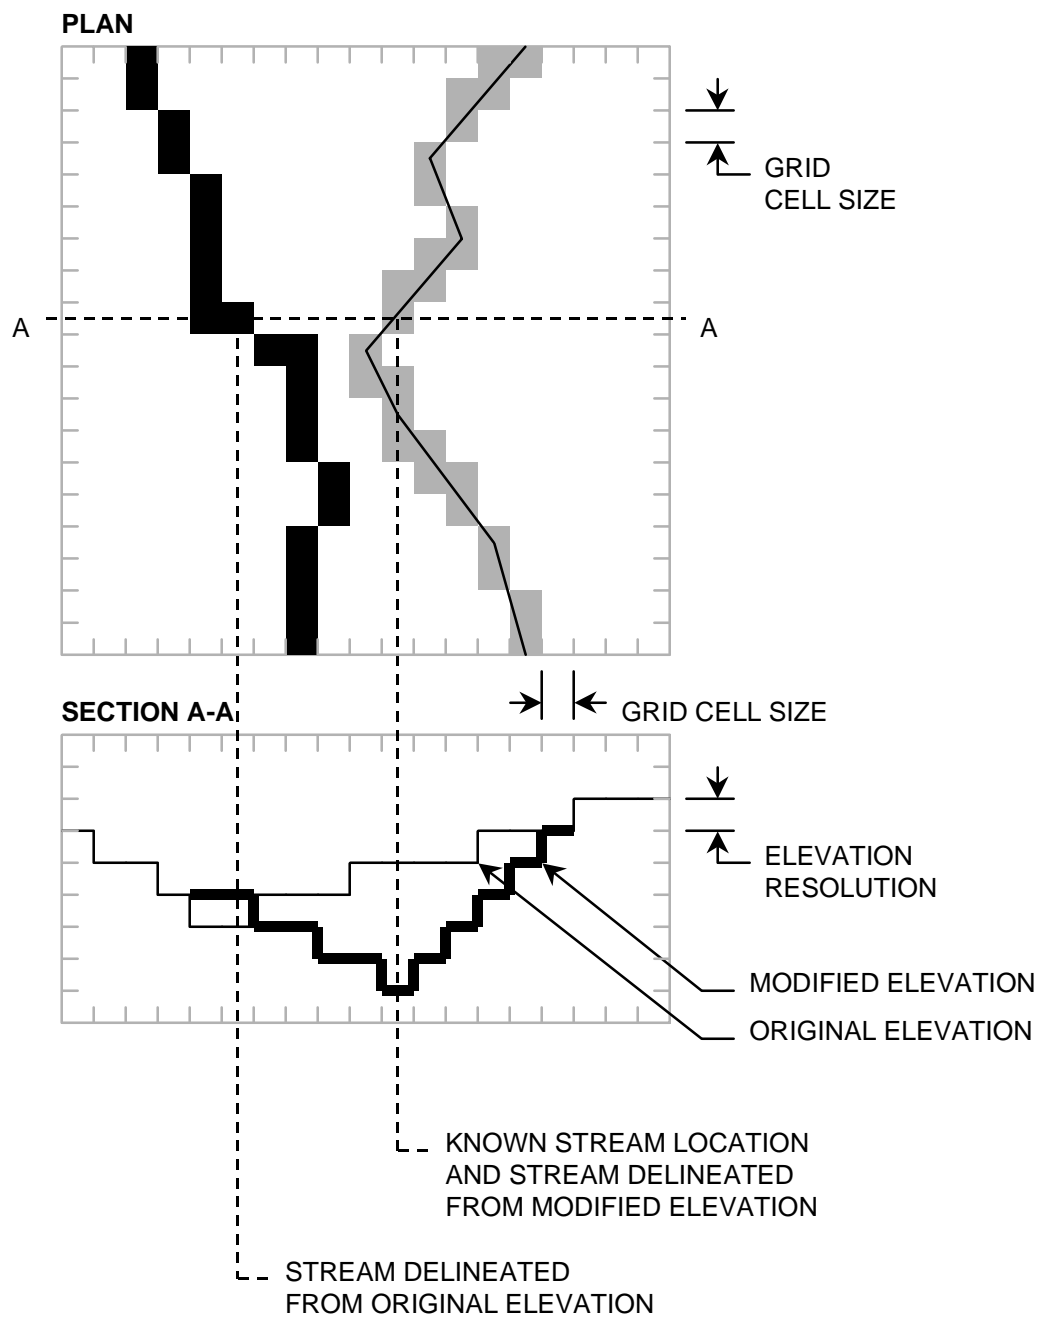 PLAN
GRID
CELL SIZE
A
A
SECTION A-A
GRID CELL SIZE
ELEVATION
RESOLUTION
MODIFIED ELEVATION
ORIGINAL ELEVATION
KNOWN STREAM LOCATION
AND STREAM DELINEATED
FROM MODIFIED ELEVATION
STREAM DELINEATED
FROM ORIGINAL ELEVATION